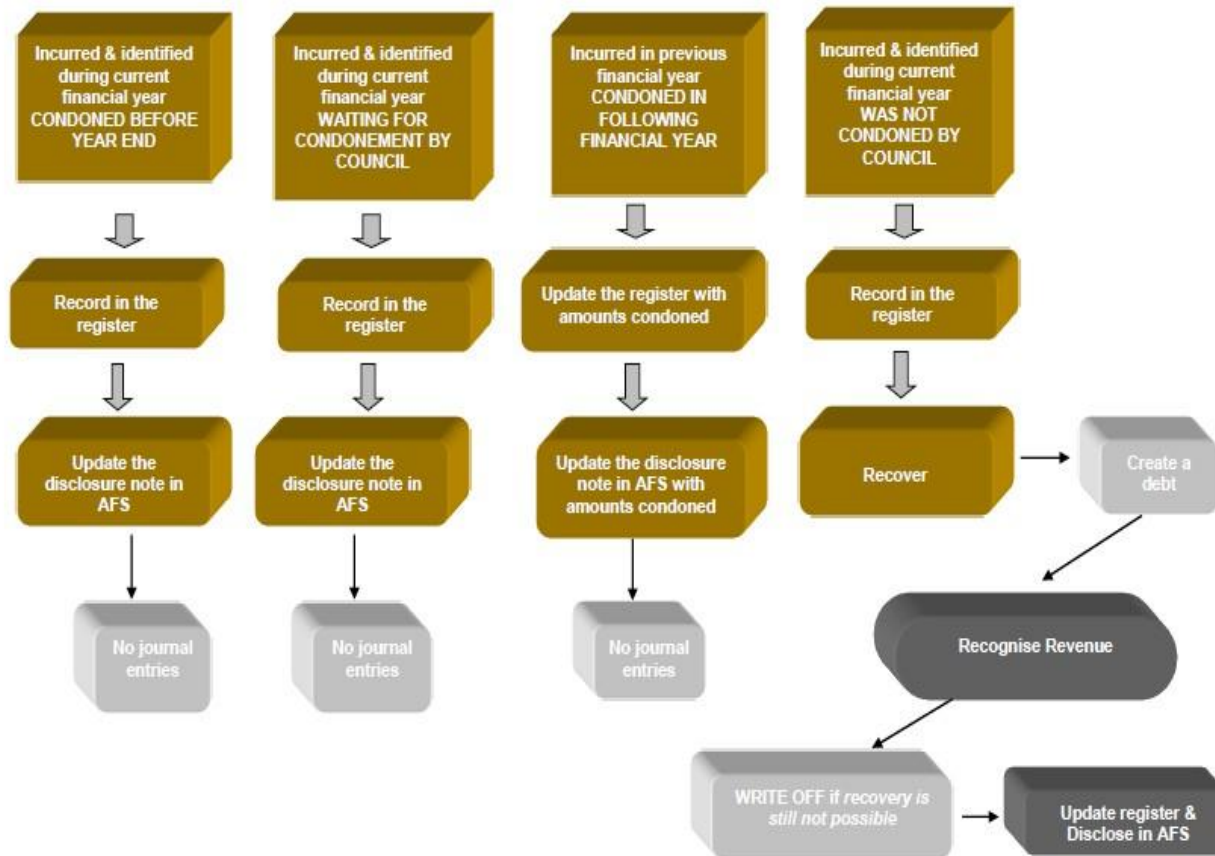 Incurred & identified
during current
financial year
CONDONED BEFORE
YEAR END
Incurred & identified
during current
financial year
WAITING FOR
CONDONEMENT BY
COUNCIL
Incurred in previous
financial year
CONDONED IN
FOLLOWING
FINANCIAL YEAR
Incurred & identified
during current
financial year
WAS NOT
CONDONED BY
COUNCIL
Record in the
register
Record in the
register
Update the register with
amounts condoned
Record in the
register
Update the
disclosure note in
AFS
Update the
disclosure note in
AFS
Update the disclosure
note in AFS with
amounts condoned
Recover
Create a
debt
No journal
entries
No journal
entries
No journal
entries
Recognise Revenue
WRITE OFF if recovery is
still not possible
Update register &
Disclose in AFS